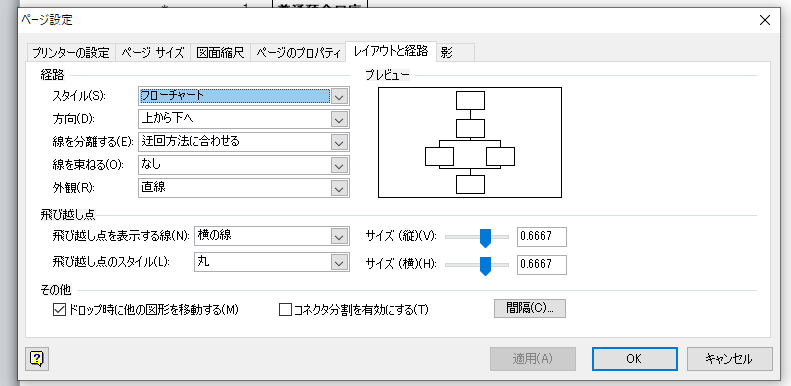 ページ設定
プリンターの設定 ページ サイズ 図面縮尺 ページのプロパティ レイアウトと経路 影
経路 プレビュー
スタイル(S): フローチャート
方向(D): 上から下へ
線を分離する(E): 迂回方法に合わせる
線を束ねる(O): なし
外観(R): 直線
飛び越し点
飛び越し点を表示する線(N): 横の線 サイズ (縦)(V): 0.6667
飛び越し点のスタイル(L): 丸 サイズ (横)(H): 0.6667
その他
ドロップ時に他の図形を移動する(M) コネクタ分割を有効にする(T) 間隔(C)...
? 適用(A) OK キャンセル